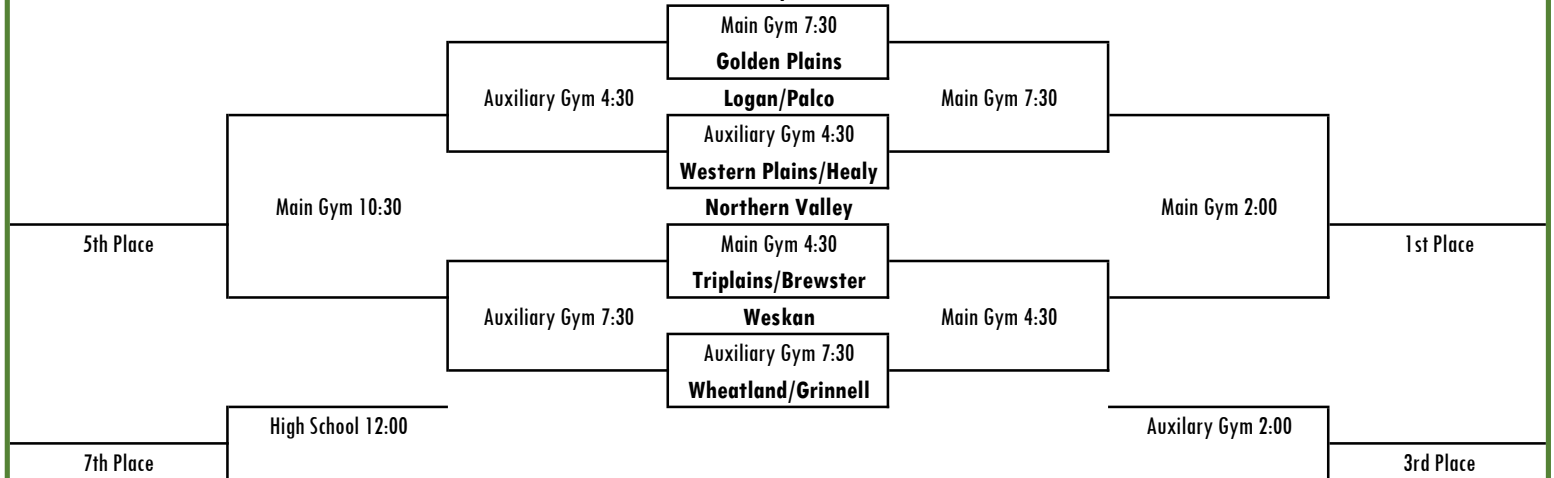 Main Gym 7:30
Golden Plains
Auxiliary Gym 4:30
Logan/Palco
Main Gym 7:30
Auxiliary Gym 4:30
Western Plains/Healy
Main Gym 10:30
Northern Valley
Main Gym 2:00
5th Place
Main Gym 4:30
1st Place
Triplains/Brewster
Auxiliary Gym 7:30
Weskan
Main Gym 4:30
Auxiliary Gym 7:30
Wheatland/Grinnell
High School 12:00
Auxilary Gym 2:00
7th Place
3rd Place